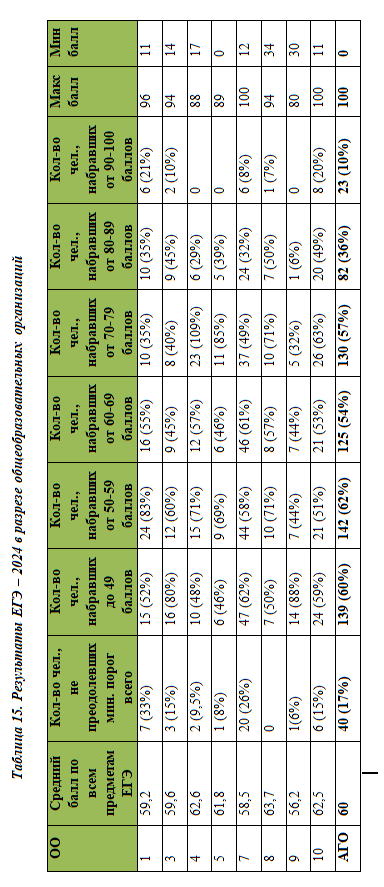 Таблица 15. Результаты ЕГЭ – 2024 в разрезе общеобразовательных организаций
ОО | Средний балл по всем предметам ЕГЭ | Кол-во чел., не преодолевших мин. порог всего | Кол-во чел., набравших до 49 баллов | Кол-во чел., набравших от 50-59 баллов | Кол-во чел., набравших от 60-69 баллов | Кол-во чел., набравших от 70-79 баллов | Кол-во чел., набравших от 80-89 баллов | Кол-во чел., набравших от 90-100 баллов | Макс балл | Мин балл
1 | 59,2 | 7 (33%) | 15 (52%) | 24 (83%) | 16 (55%) | 10 (35%) | 10 (35%) | 6 (21%) | 96 | 11
3 | 59,6 | 3 (15%) | 16 (80%) | 12 (60%) | 9 (45%) | 8 (40%) | 9 (45%) | 2 (10%) | 94 | 14
4 | 62,6 | 2 (9,5%) | 10 (48%) | 15 (71%) | 12 (57%) | 23 (109%) | 6 (29%) | 0 | 88 | 17
5 | 61,8 | 1 (8%) | 6 (46%) | 9 (69%) | 6 (46%) | 11 (85%) | 5 (39%) | 0 | 89 | 0
7 | 58,5 | 20 (26%) | 47 (62%) | 44 (58%) | 46 (61%) | 37 (49%) | 24 (32%) | 6 (8%) | 100 | 12
8 | 63,7 | 0 | 7 (50%) | 10 (71%) | 8 (57%) | 10 (71%) | 7 (50%) | 1 (7%) | 94 | 34
9 | 56,2 | 1(6%) | 14 (88%) | 7 (44%) | 7 (44%) | 5 (32%) | 1 (6%) | 0 | 80 | 30
10 | 62,5 | 6 (15%) | 24 (59%) | 21 (51%) | 21 (53%) | 26 (63%) | 20 (49%) | 8 (20%) | 100 | 11
АГО | 60 | 40 (17%) | 139 (60%) | 142 (62%) | 125 (54%) | 130 (57%) | 82 (36%) | 23 (10%) | 100 | 0